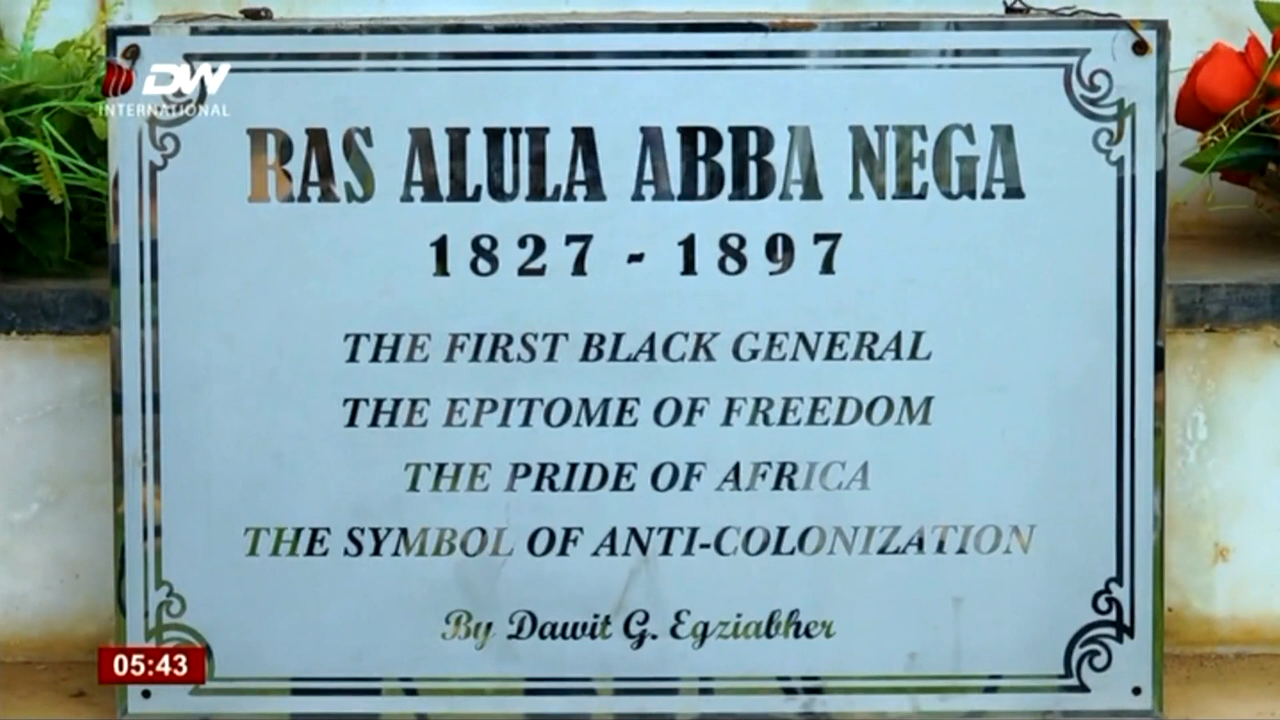 DW
INTERNATIONAL
RAS ALULA ABBA NEGA
1827 - 1897
THE FIRST BLACK GENERAL
THE EPITOME OF FREEDOM
THE PRIDE OF AFRICA
THE SYMBOL OF ANTI-COLONIZATION
By Dawit G. Egziabher
05:43